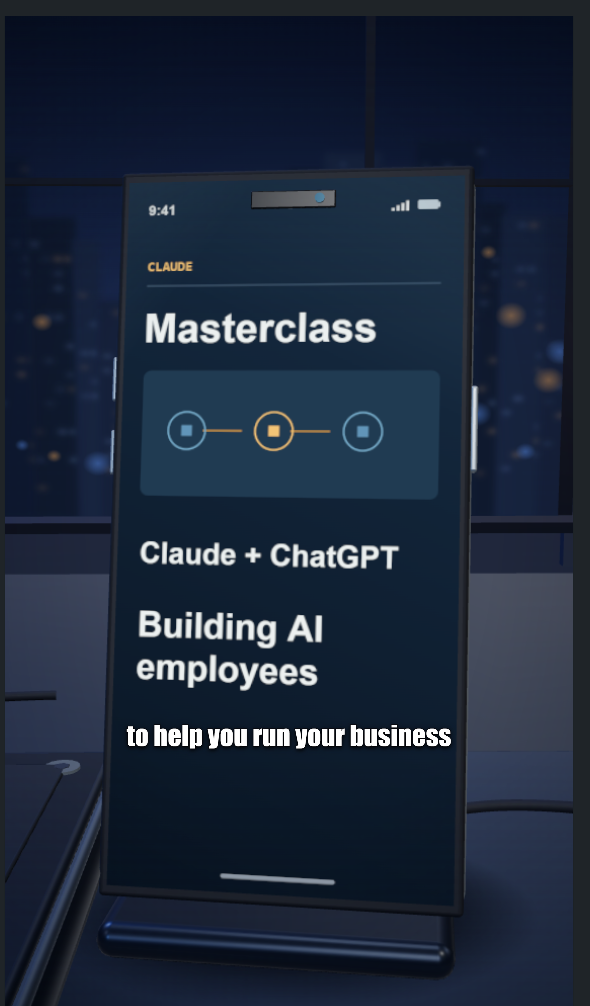 9:41
CLAUDE
Masterclass
Claude + ChatGPT
Building AI
employees
to help you run your business